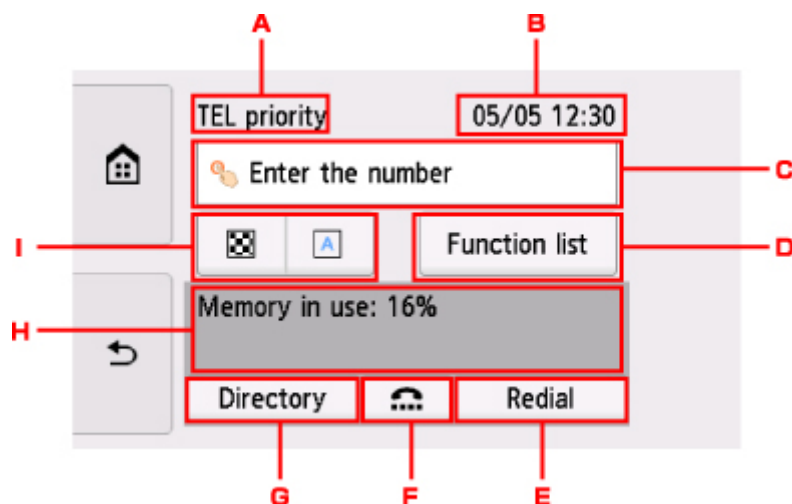 A
B
TEL priority
05/05 12:30
Enter the number
C
I
A
Function list
D
Memory in use: 16%
H
Directory
Redial
G
F
E